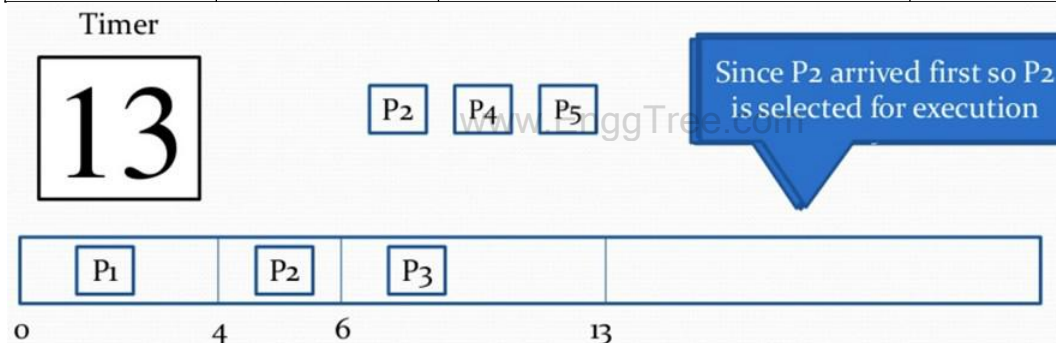 Timer
13
P2 P4 P5
Since P2 arrived first so P2
is selected for execution
www.EnggTree.com
P1 P2 P3
0 4 6 13